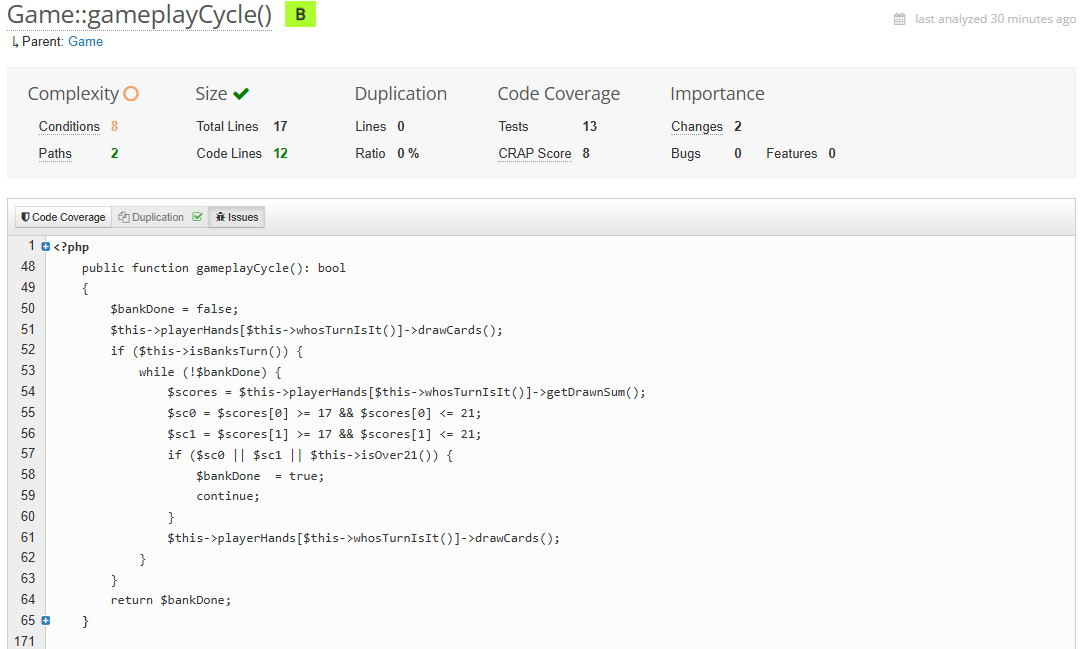 Game::gameplayCycle() B
last analyzed 30 minutes ago
Parent: Game
Complexity Size Duplication Code Coverage Importance
Conditions 8 Total Lines 17 Lines 0 Tests 13 Changes 2
Paths 2 Code Lines 12 Ratio 0 % CRAP Score 8 Bugs 0 Features 0
Code Coverage Duplication Issues
1 <?php
48     public function gameplayCycle(): bool
49     {
50         $bankDone = false;
51         $this->playerHands[$this->whosTurnIsIt()]->drawCards();
52         if ($this->isBanksTurn()) {
53             while (!$bankDone) {
54                 $scores = $this->playerHands[$this->whosTurnIsIt()]->getDrawnSum();
55                 $sc0 = $scores[0] >= 17 && $scores[0] <= 21;
56                 $sc1 = $scores[1] >= 17 && $scores[1] <= 21;
57                 if ($sc0 || $sc1 || $this->isOver21()) {
58                     $bankDone  = true;
59                     continue;
60                 }
61                 $this->playerHands[$this->whosTurnIsIt()]->drawCards();
62             }
63         }
64         return $bankDone;
65     }
171